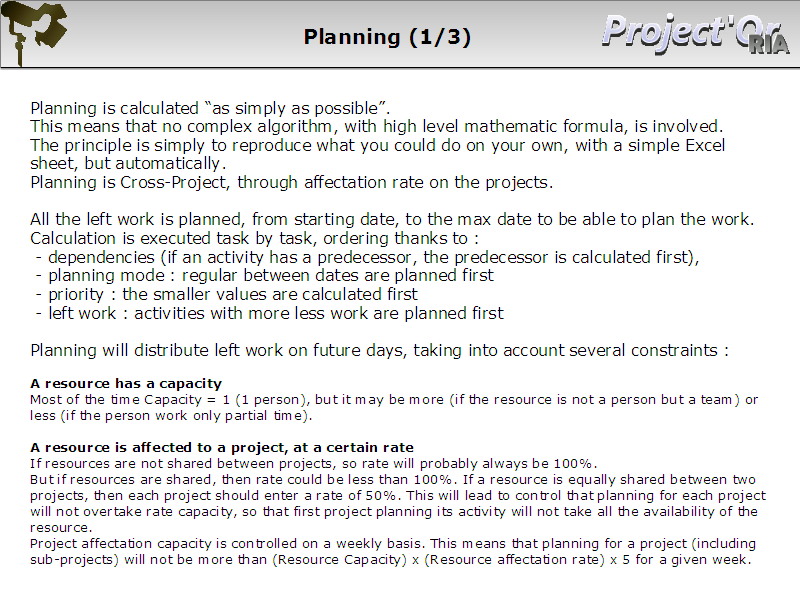 Planning (1/3)
Project'Or
RIA
Planning is calculated “as simply as possible”.
This means that no complex algorithm, with high level mathematic formula, is involved.
The principle is simply to reproduce what you could do on your own, with a simple Excel
sheet, but automatically.
Planning is Cross-Project, through affectation rate on the projects.
All the left work is planned, from starting date, to the max date to be able to plan the work.
Calculation is executed task by task, ordering thanks to :
- dependencies (if an activity has a predecessor, the predecessor is calculated first),
- planning mode : regular between dates are planned first
- priority : the smaller values are calculated first
- left work : activities with more less work are planned first
Planning will distribute left work on future days, taking into account several constraints :
A resource has a capacity
Most of the time Capacity = 1 (1 person), but it may be more (if the resource is not a person but a team) or
less (if the person work only partial time).
A resource is affected to a project, at a certain rate
If resources are not shared between projects, so rate will probably always be 100%.
But if resources are shared, then rate could be less than 100%. If a resource is equally shared between two
projects, then each project should enter a rate of 50%. This will lead to control that planning for each project
will not overtake rate capacity, so that first project planning its activity will not take all the availability of the
resource.
Project affectation capacity is controlled on a weekly basis. This means that planning for a project (including
sub-projects) will not be more than (Resource Capacity) x (Resource affectation rate) x 5 for a given week.